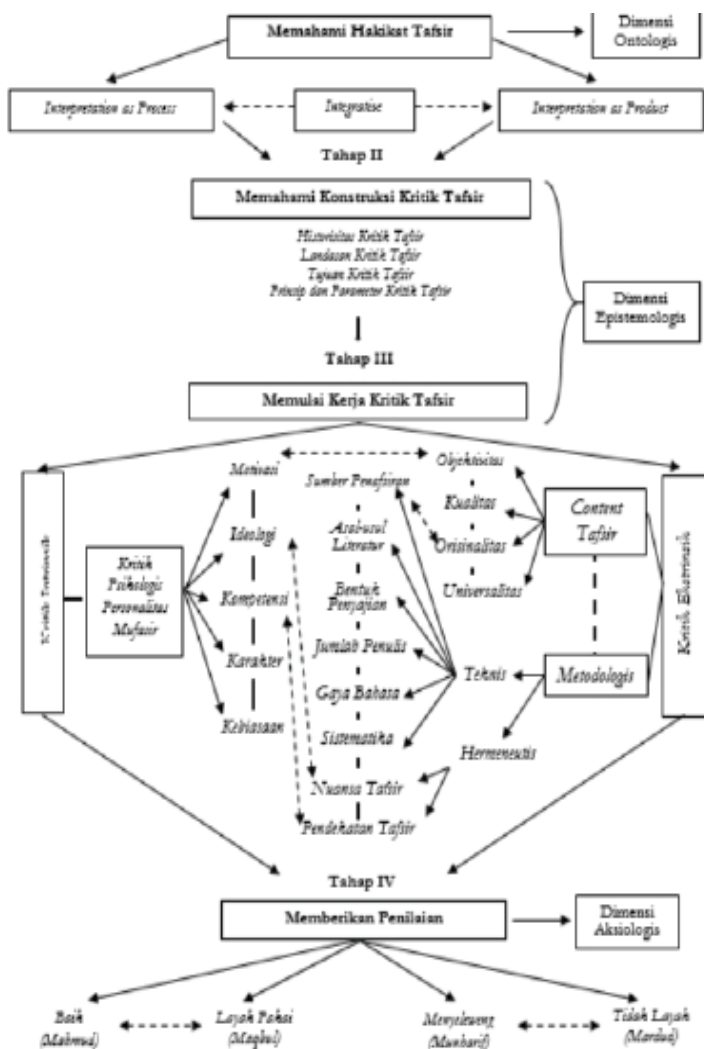 Memahami Hakikat Tafsir
Dimensi
Ontologis
Interpretation as Process
Integratise
Interpretation as Product
Tahap II
Memahami Konstruksi Kritik Tafsir
Historisitas Kritik Tafsir
Landasan Kritik Tafsir
Tujuan Kritik Tafsir
Prinsip dan Parameter Kritik Tafsir
Dimensi
Epistemologis
Tahap III
Memulai Kerja Kritik Tafsir
Motivasi
Ideologi
Kompetensi
Karakter
Kebiasaan
Kritik
Psikologis
Personalitas
Mufasir
Sumber Penafsiran
Asal-usul
Literatur
Bentuk
Penyajian
Jumlah Penulis
Gaya Bahasa
Sistematika
Nuansa Tafsir
Pendekatan Tafsir
Objektivitas
Kualitas
Orisinalitas
Universalitas
Teknis
Hermeneutis
Content
Tafsir
Metodologis
Kritik Ekstrinsik
Tahap IV
Memberikan Penilaian
Dimensi
Aksiologis
Baik
(Mahmud)
Layak Pakai
(Maqbul)
Menyeleweng
(Munharif)
Tidak Layak
(Mardud)